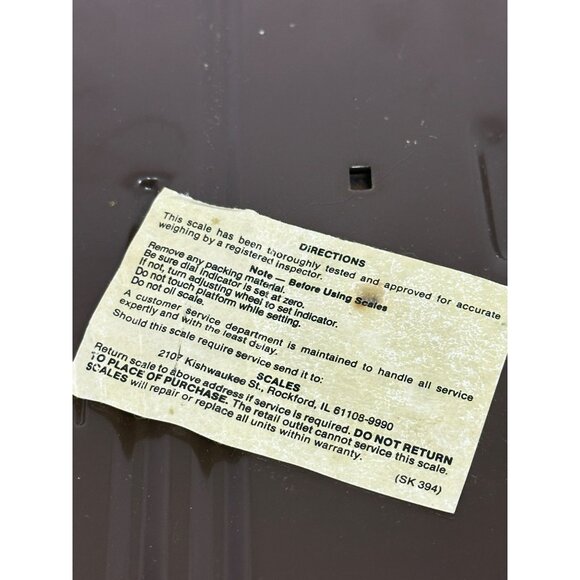 DIRECTIONS
This scale has been thoroughly tested and approved for accurate
weighing by a registered inspector.
Note — Before Using Scales
Remove any packing material.
Be sure dial indicator is set at zero.
If not, turn adjusting wheel to set indicator.
Do not touch platform while setting.
Do not oil scale.
A customer service department is maintained to handle all service
expertly and with the least delay.
Should this scale require service send it to:
SCALES
2107 Kishwaukee St., Rockford, IL 61108-9990
Return scale to above address if service is required. DO NOT RETURN
TO PLACE OF PURCHASE. The retail outlet cannot service this scale.
SCALES will repair or replace all units within warranty.
(SK 394)